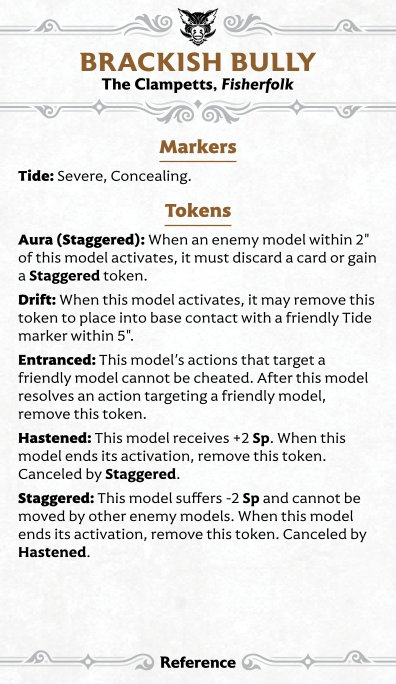 BRACKISH BULLY
The Clampetts, Fisherfolk
Markers
Tide: Severe, Concealing.
Tokens
Aura (Staggered): When an enemy model within 2"
of this model activates, it must discard a card or gain
a Staggered token.
Drift: When this model activates, it may remove this
token to place into base contact with a friendly Tide
marker within 5".
Entranced: This model’s actions that target a
friendly model cannot be cheated. After this model
resolves an action targeting a friendly model,
remove this token.
Hastened: This model receives +2 Sp. When this
model ends its activation, remove this token.
Canceled by Staggered.
Staggered: This model suffers -2 Sp and cannot be
moved by other enemy models. When this model
ends its activation, remove this token. Canceled by
Hastened.
Reference